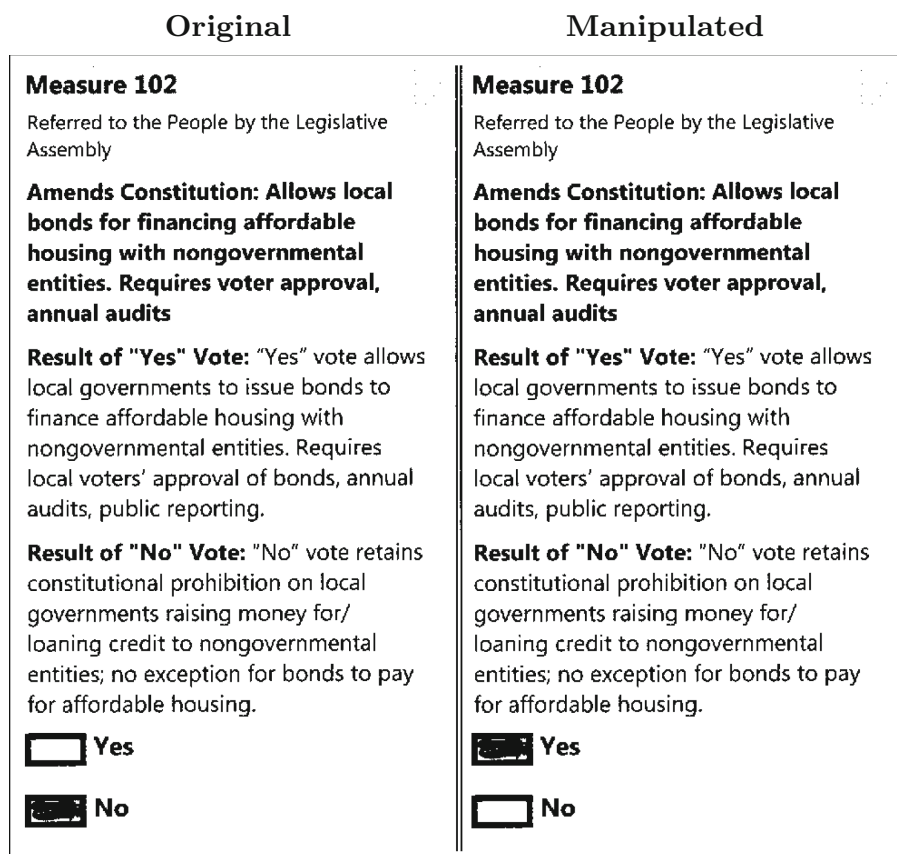 Original
Manipulated
Measure 102
Referred to the People by the Legislative
Assembly
Amends Constitution: Allows local
bonds for financing affordable
housing with nongovernmental
entities. Requires voter approval,
annual audits
Result of "Yes" Vote: “Yes” vote allows
local governments to issue bonds to
finance affordable housing with
nongovernmental entities. Requires
local voters’ approval of bonds, annual
audits, public reporting.
Result of "No" Vote: “No” vote retains
constitutional prohibition on local
governments raising money for/
loaning credit to nongovernmental
entities; no exception for bonds to pay
for affordable housing.
Yes
No
Measure 102
Referred to the People by the Legislative
Assembly
Amends Constitution: Allows local
bonds for financing affordable
housing with nongovernmental
entities. Requires voter approval,
annual audits
Result of "Yes" Vote: “Yes” vote allows
local governments to issue bonds to
finance affordable housing with
nongovernmental entities. Requires
local voters’ approval of bonds, annual
audits, public reporting.
Result of "No" Vote: “No” vote retains
constitutional prohibition on local
governments raising money for/
loaning credit to nongovernmental
entities; no exception for bonds to pay
for affordable housing.
Yes
No